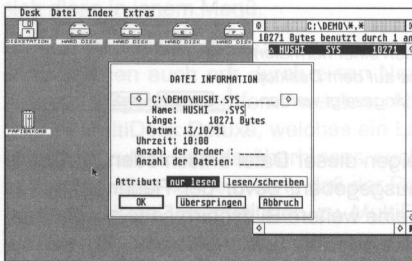 Desk Datei Index Extras
C:\DEMO\*.*
10271 Bytes benutzt durch 1
HUSHI SYS 10271
DISKSTATION
HARD DISK
HARD DISK
HARD DISK
HARD DISK
PAPIERKORB
DATEI INFORMATION
C:\DEMO\HUSHI.SYS
Name: HUSHI .SYS
Länge: 10271 Bytes
Datum: 13/10/91
Uhrzeit: 10:00
Anzahl der Ordner :
Anzahl der Dateien:
Attribut: nur lesen lesen/schreiben
OK überspringen Abbruch